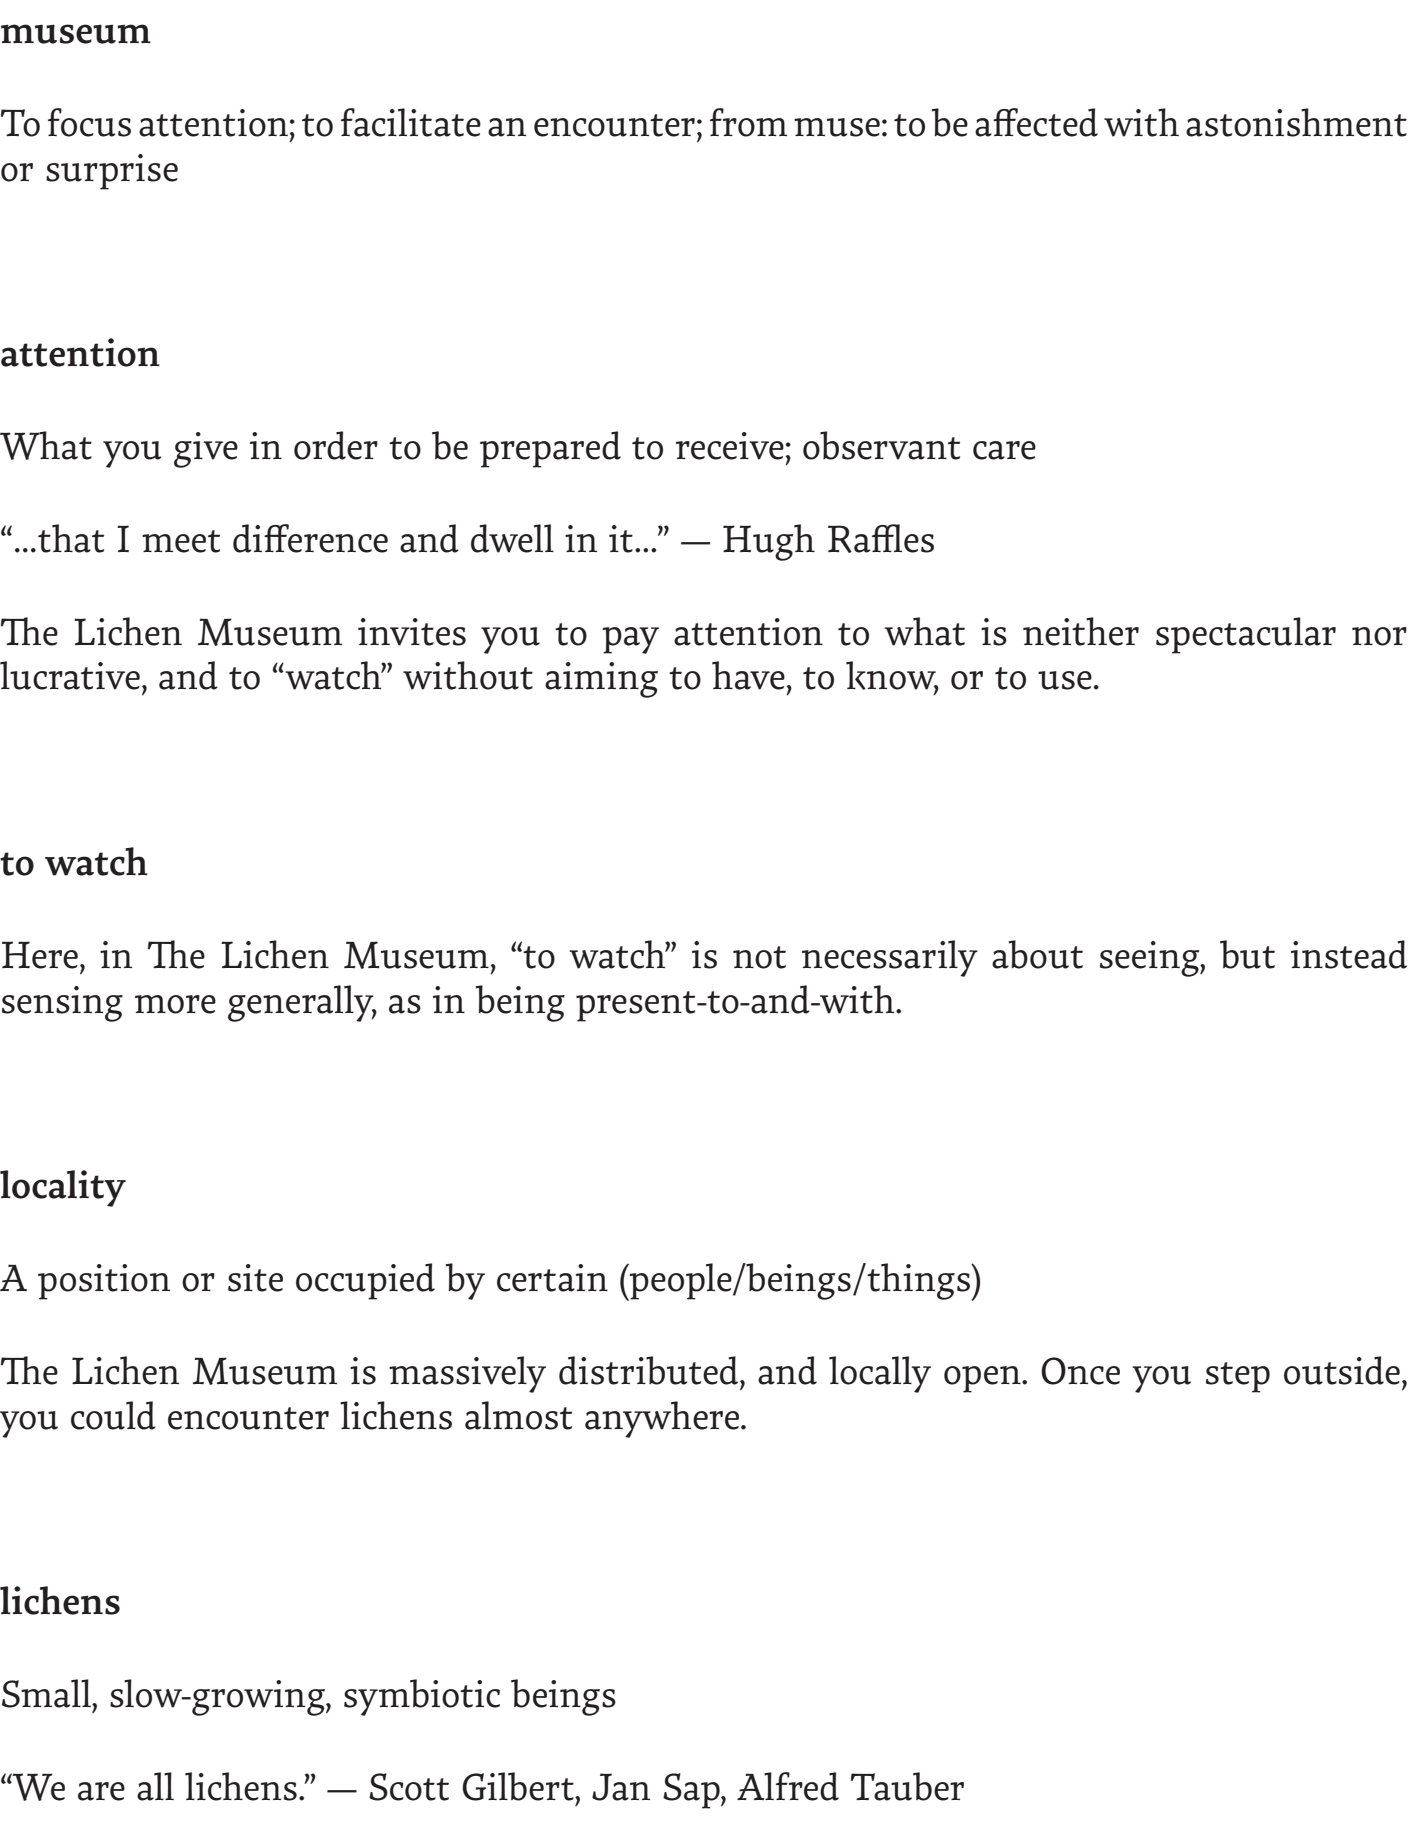 museum
To focus attention; to facilitate an encounter; from muse: to be affected with astonishment
or surprise
attention
What you give in order to be prepared to receive; observant care
“...that I meet difference and dwell in it...” — Hugh Raffles
The Lichen Museum invites you to pay attention to what is neither spectacular nor
lucrative, and to “watch” without aiming to have, to know, or to use.
to watch
Here, in The Lichen Museum, “to watch” is not necessarily about seeing, but instead
sensing more generally, as in being present-to-and-with.
locality
A position or site occupied by certain (people/beings/things)
The Lichen Museum is massively distributed, and locally open. Once you step outside,
you could encounter lichens almost anywhere.
lichens
Small, slow-growing, symbiotic beings
“We are all lichens.” — Scott Gilbert, Jan Sap, Alfred Tauber